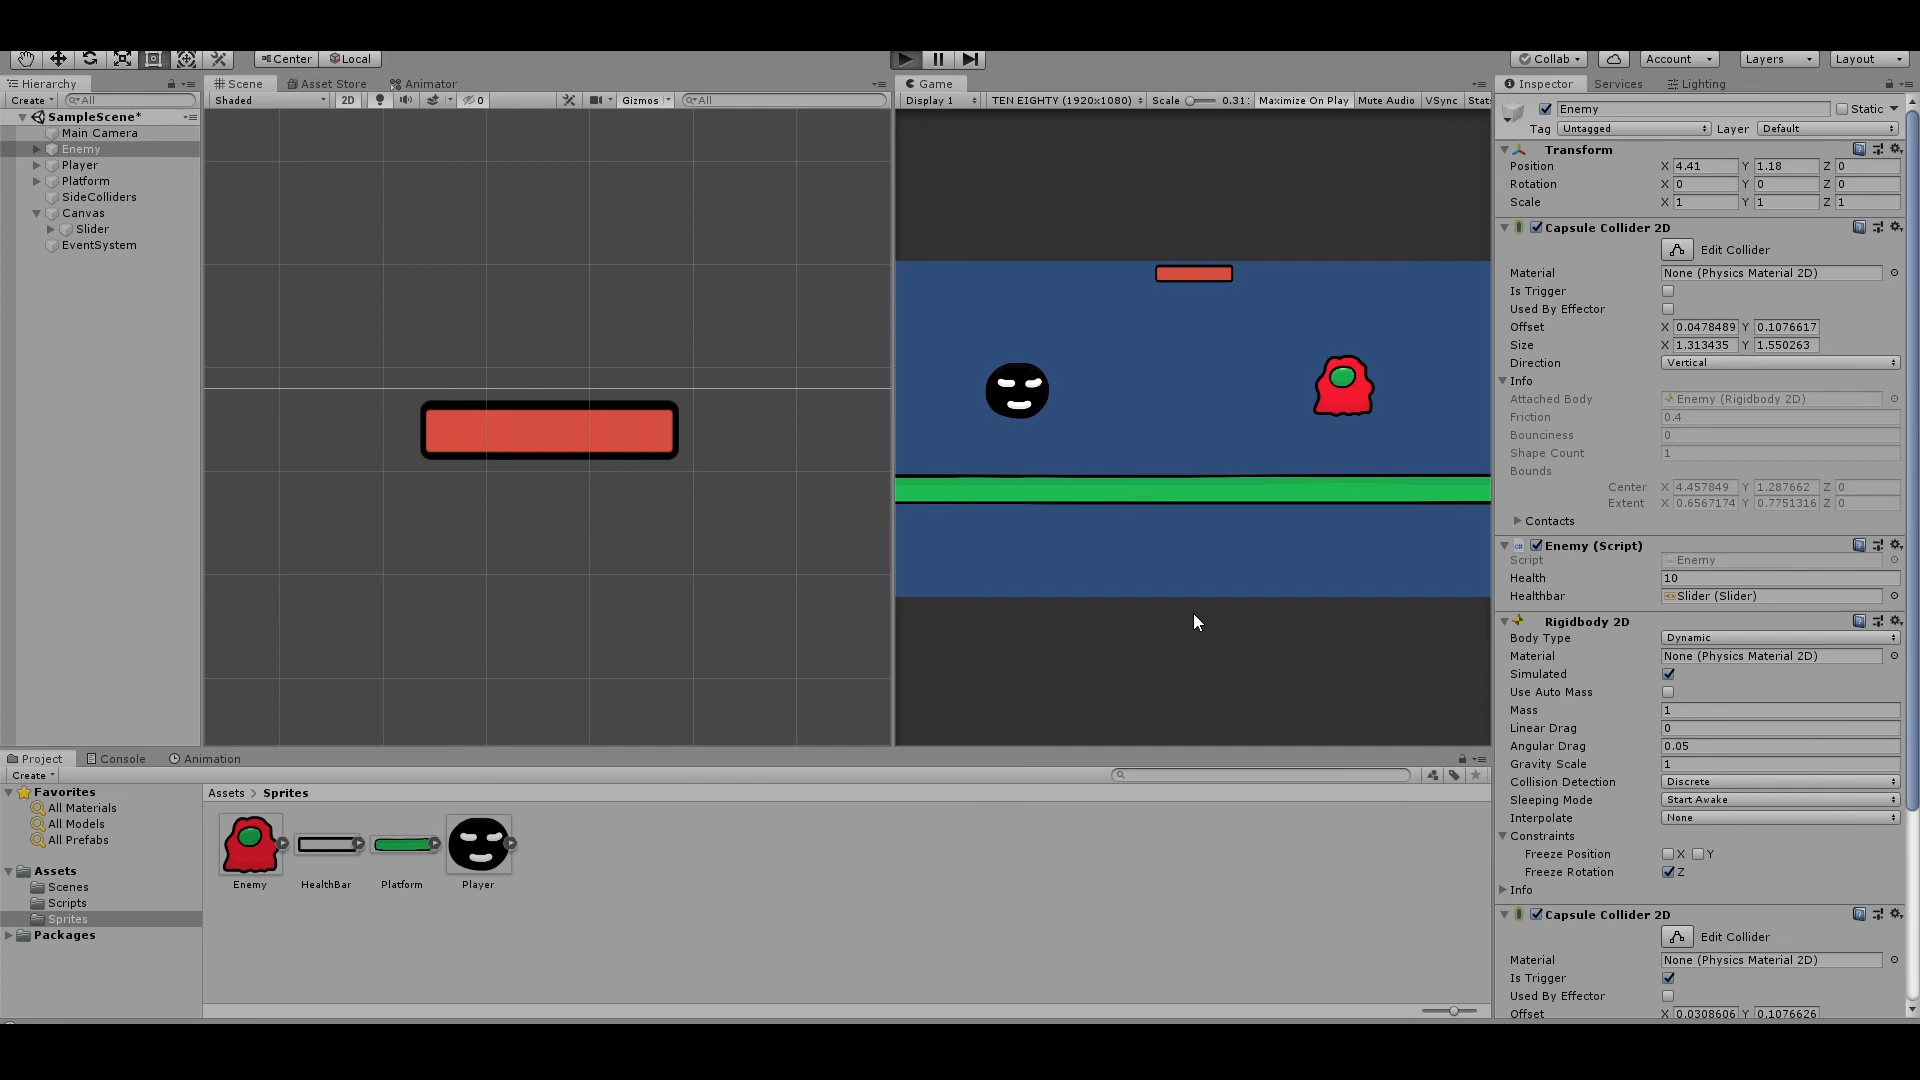 Center Local
Collab Account Layers Layout
Hierarchy
Scene Asset Store Animator
Game
Inspector Services Lighting
Create All
Shaded 2D 0 Gizmos All
Display 1 TEN EIGHTY (1920x1080) Scale 0.31: Maximize On Play Mute Audio VSync Stat
SampleScene*
Main Camera
Enemy
Player
Platform
SideColliders
Canvas
Slider
EventSystem
Enemy Static
Tag Untagged Layer Default
Transform
Position X 4.41 Y 1.18 Z 0
Rotation X 0 Y 0 Z 0
Scale X 1 Y 1 Z 1
Capsule Collider 2D
Edit Collider
Material None (Physics Material 2D)
Is Trigger
Used By Effector
Offset X 0.0478489 Y 0.1076617
Size X 1.313435 Y 1.550263
Direction Vertical
Info
Attached Body Enemy (Rigidbody 2D)
Friction 0.4
Bounciness 0
Shape Count 1
Bounds
Center X 4.457849 Y 1.287662 Z 0
Extent X 0.6567174 Y 0.7751316 Z 0
Contacts
Enemy (Script)
Script Enemy
Health 10
Healthbar Slider (Slider)
Rigidbody 2D
Body Type Dynamic
Material None (Physics Material 2D)
Simulated
Use Auto Mass
Mass 1
Linear Drag 0
Angular Drag 0.05
Gravity Scale 1
Collision Detection Discrete
Sleeping Mode Start Awake
Interpolate None
Constraints
Freeze Position X Y
Freeze Rotation Z
Info
Capsule Collider 2D
Edit Collider
Material None (Physics Material 2D)
Is Trigger
Used By Effector
Offset X 0.0308606 Y 0.1076626
Project Console Animation
Create
Favorites
All Materials
All Models
All Prefabs
Assets
Scenes
Scripts
Sprites
Packages
Assets > Sprites
Enemy HealthBar Platform Player